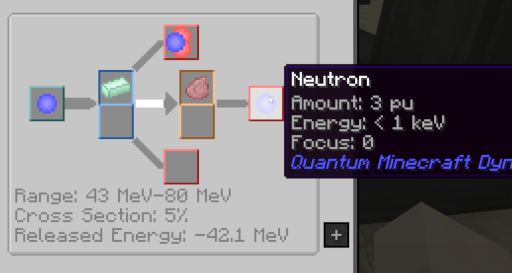 Neutron
Amount: 3 pu
Energy: < 1 keV
Focus: 0
Quantum Minecraft Dyn
Range: 43 MeV-80 MeV
Cross Section: 5%
Released Energy: -42.1 MeV
+